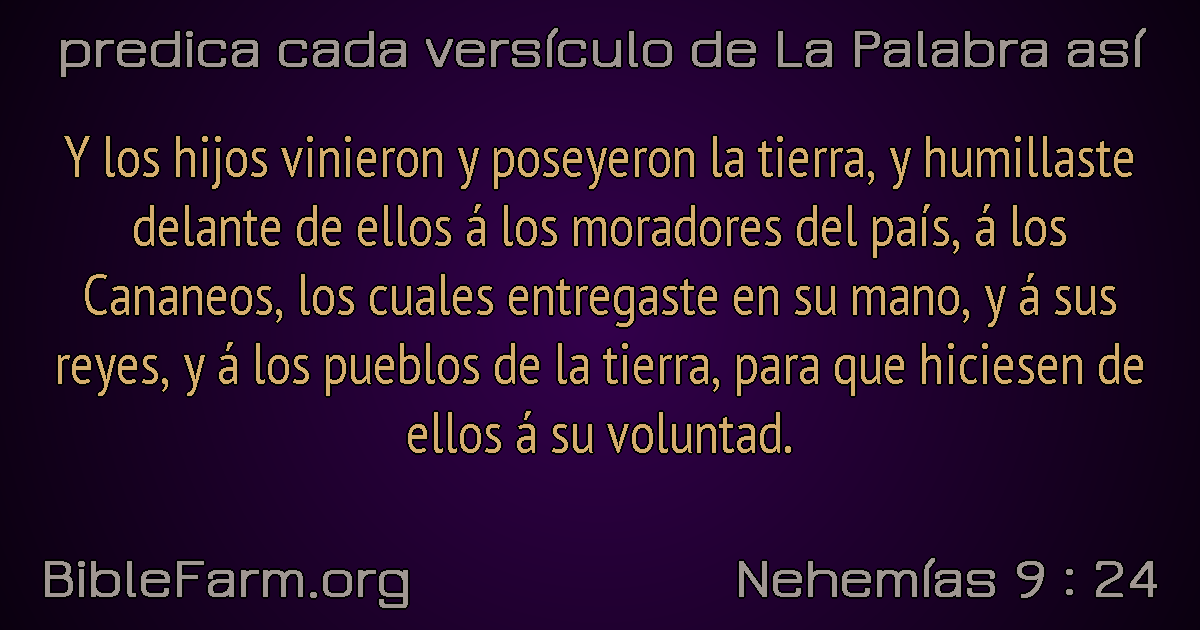 predica cada versículo de La Palabra así
Y los hijos vinieron y poseyeron la tierra, y humillaste
delante de ellos á los moradores del país, á los
Cananeos, los cuales entregaste en su mano, y á sus
reyes, y á los pueblos de la tierra, para que hiciesen de
ellos á su voluntad.
BibleFarm.org
Nehemías 9 : 24